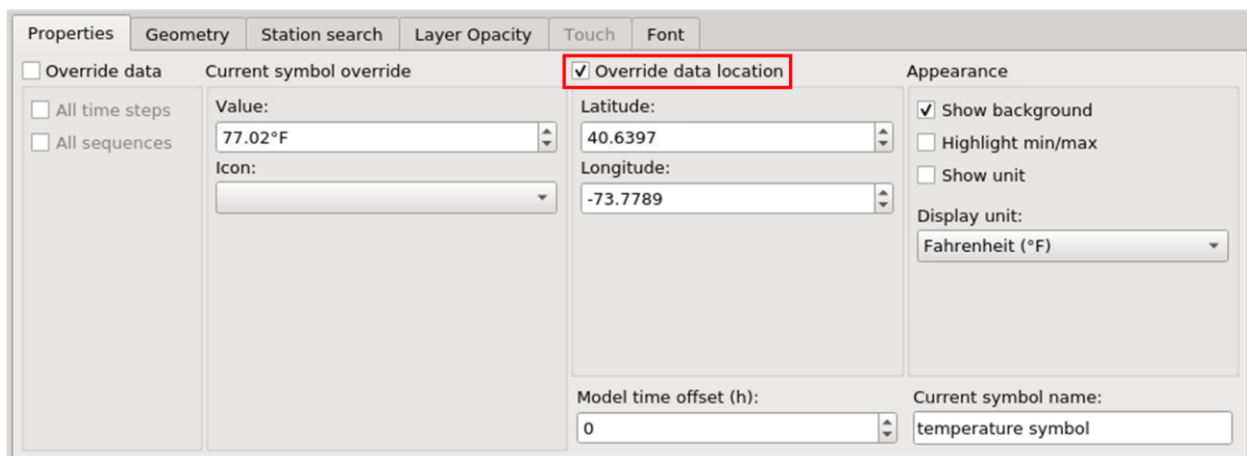 Properties Geometry Station search Layer Opacity Touch Font
Override data Current symbol override Override data location Appearance
All time steps Value: Latitude: Show background
77.02°F 40.6397
All sequences Highlight min/max
Icon: Longitude: Show unit
-73.7789
Display unit:
Fahrenheit (°F)
Model time offset (h): Current symbol name:
0 temperature symbol